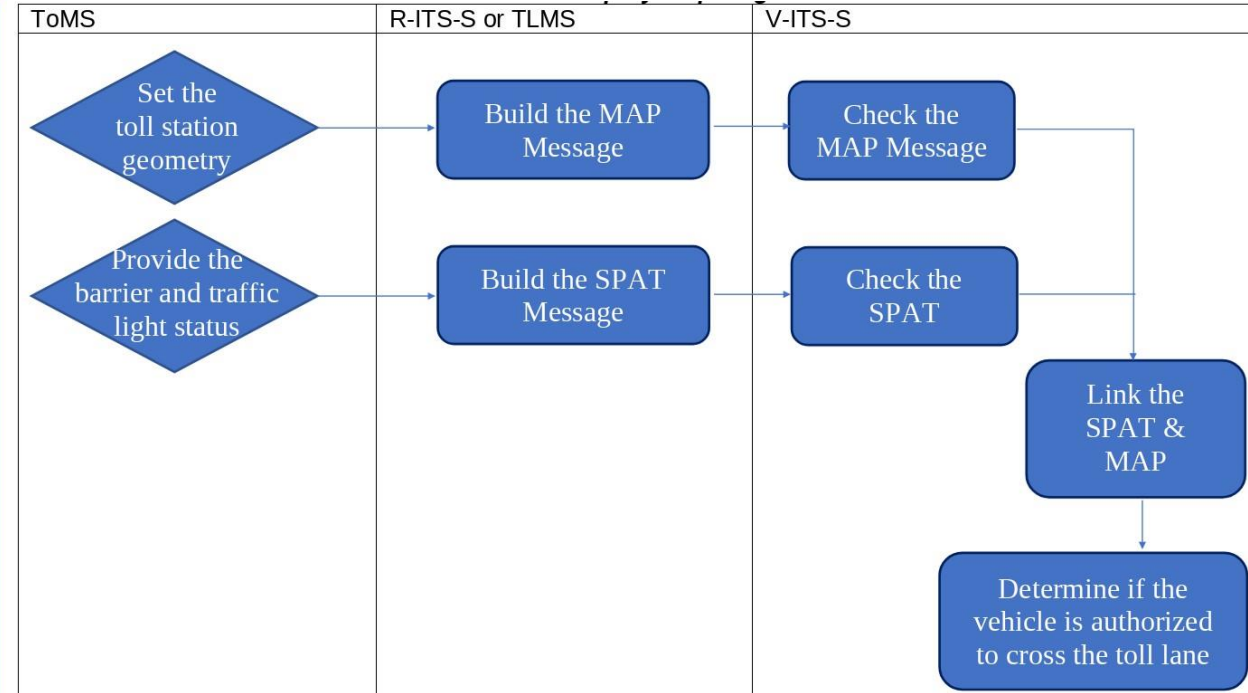 ToMS
R-ITS-S or TLMS
V-ITS-S
Set the
toll station
geometry
Build the MAP
Message
Check the
MAP Message
Provide the
barrier and traffic
light status
Build the SPAT
Message
Check the
SPAT
Link the
SPAT &
MAP
Determine if the
vehicle is authorized
to cross the toll lane